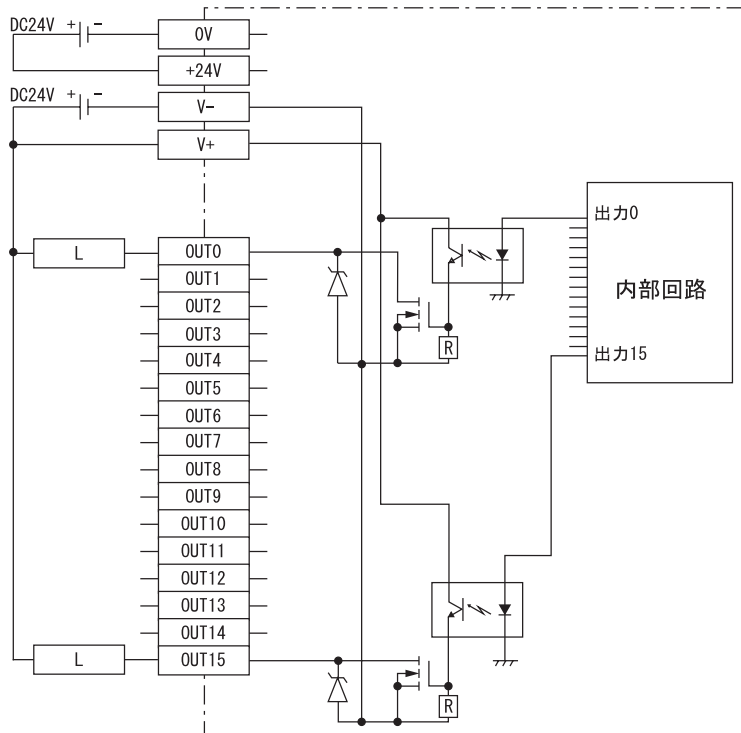 DC24V + -
0V
+24V
DC24V + -
V-
V+
出力0
L
OUT0
OUT1
内部回路
OUT2
OUT3
R
出力15
OUT4
OUT5
OUT6
OUT7
OUT8
OUT9
OUT10
OUT11
OUT12
OUT13
OUT14
L
OUT15
R